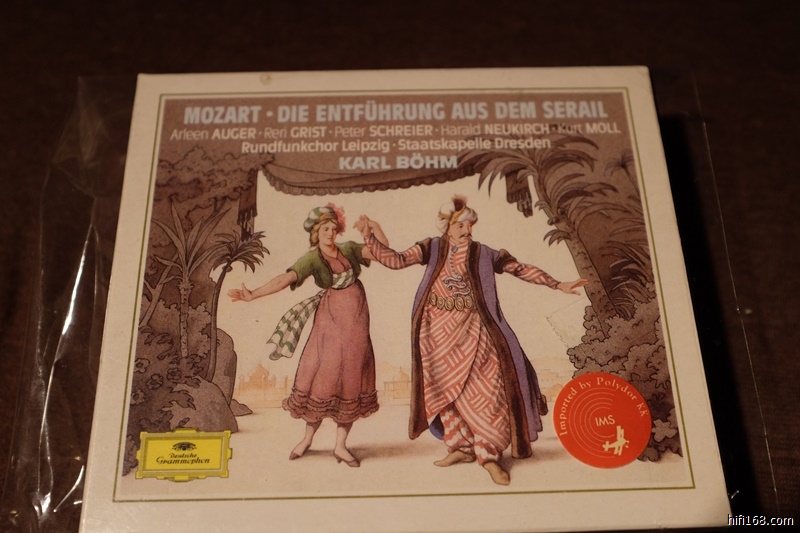 MOZART · DIE ENTFÜHRUNG AUS DEM SERAIL
Arleen AUGER · Reri GRIST · Peter SCHREIER · Harald NEUKIRCH · Kurt MOLL
Rundfunkchor Leipzig · Staatskapelle Dresden
KARL BÖHM
Imported by Polydor K.K.
IMS
Deutsche
Grammophon
hifi168.com